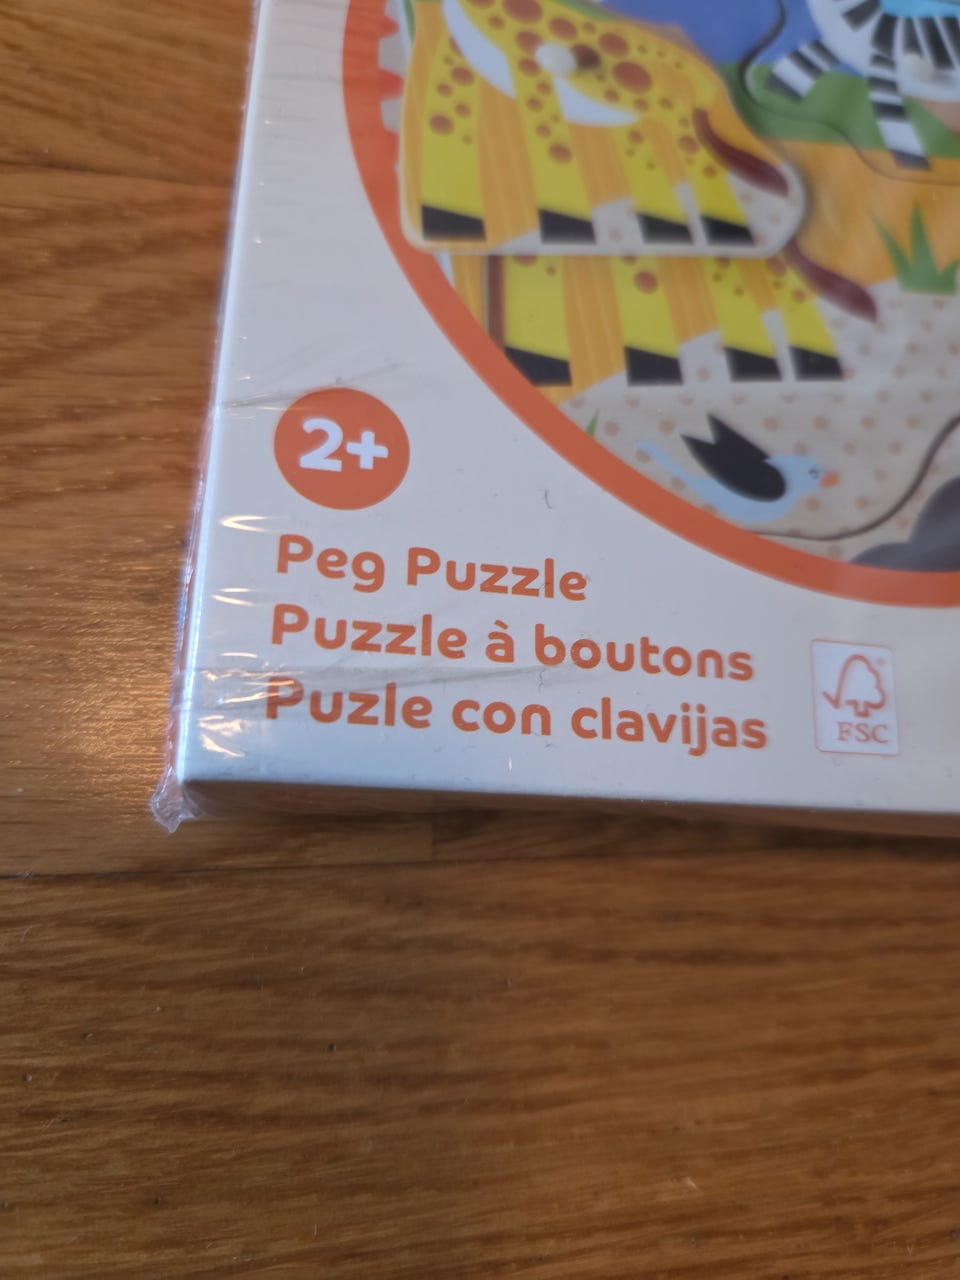 2+
Peg Puzzle
Puzzle à boutons
Puzle con clavijas
FSC